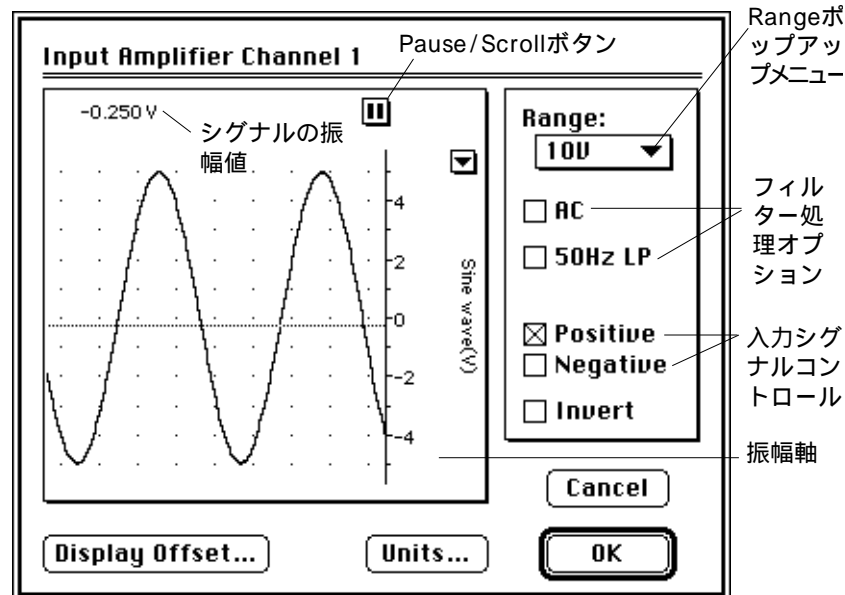 Input Amplifier Channel 1
Pause/Scrollボタン
Rangeポ
ップアッ
プメニュー
-0.250 V
シグナルの振
幅値
4
2
0
-2
-4
Sine wave(V)
Range:
10V
AC
50Hz LP
Positive
Negative
Invert
フィル
ター処
理オプ
ション
入力シグ
ナルコン
トロール
振幅軸
Cancel
Display Offset...
Units...
OK